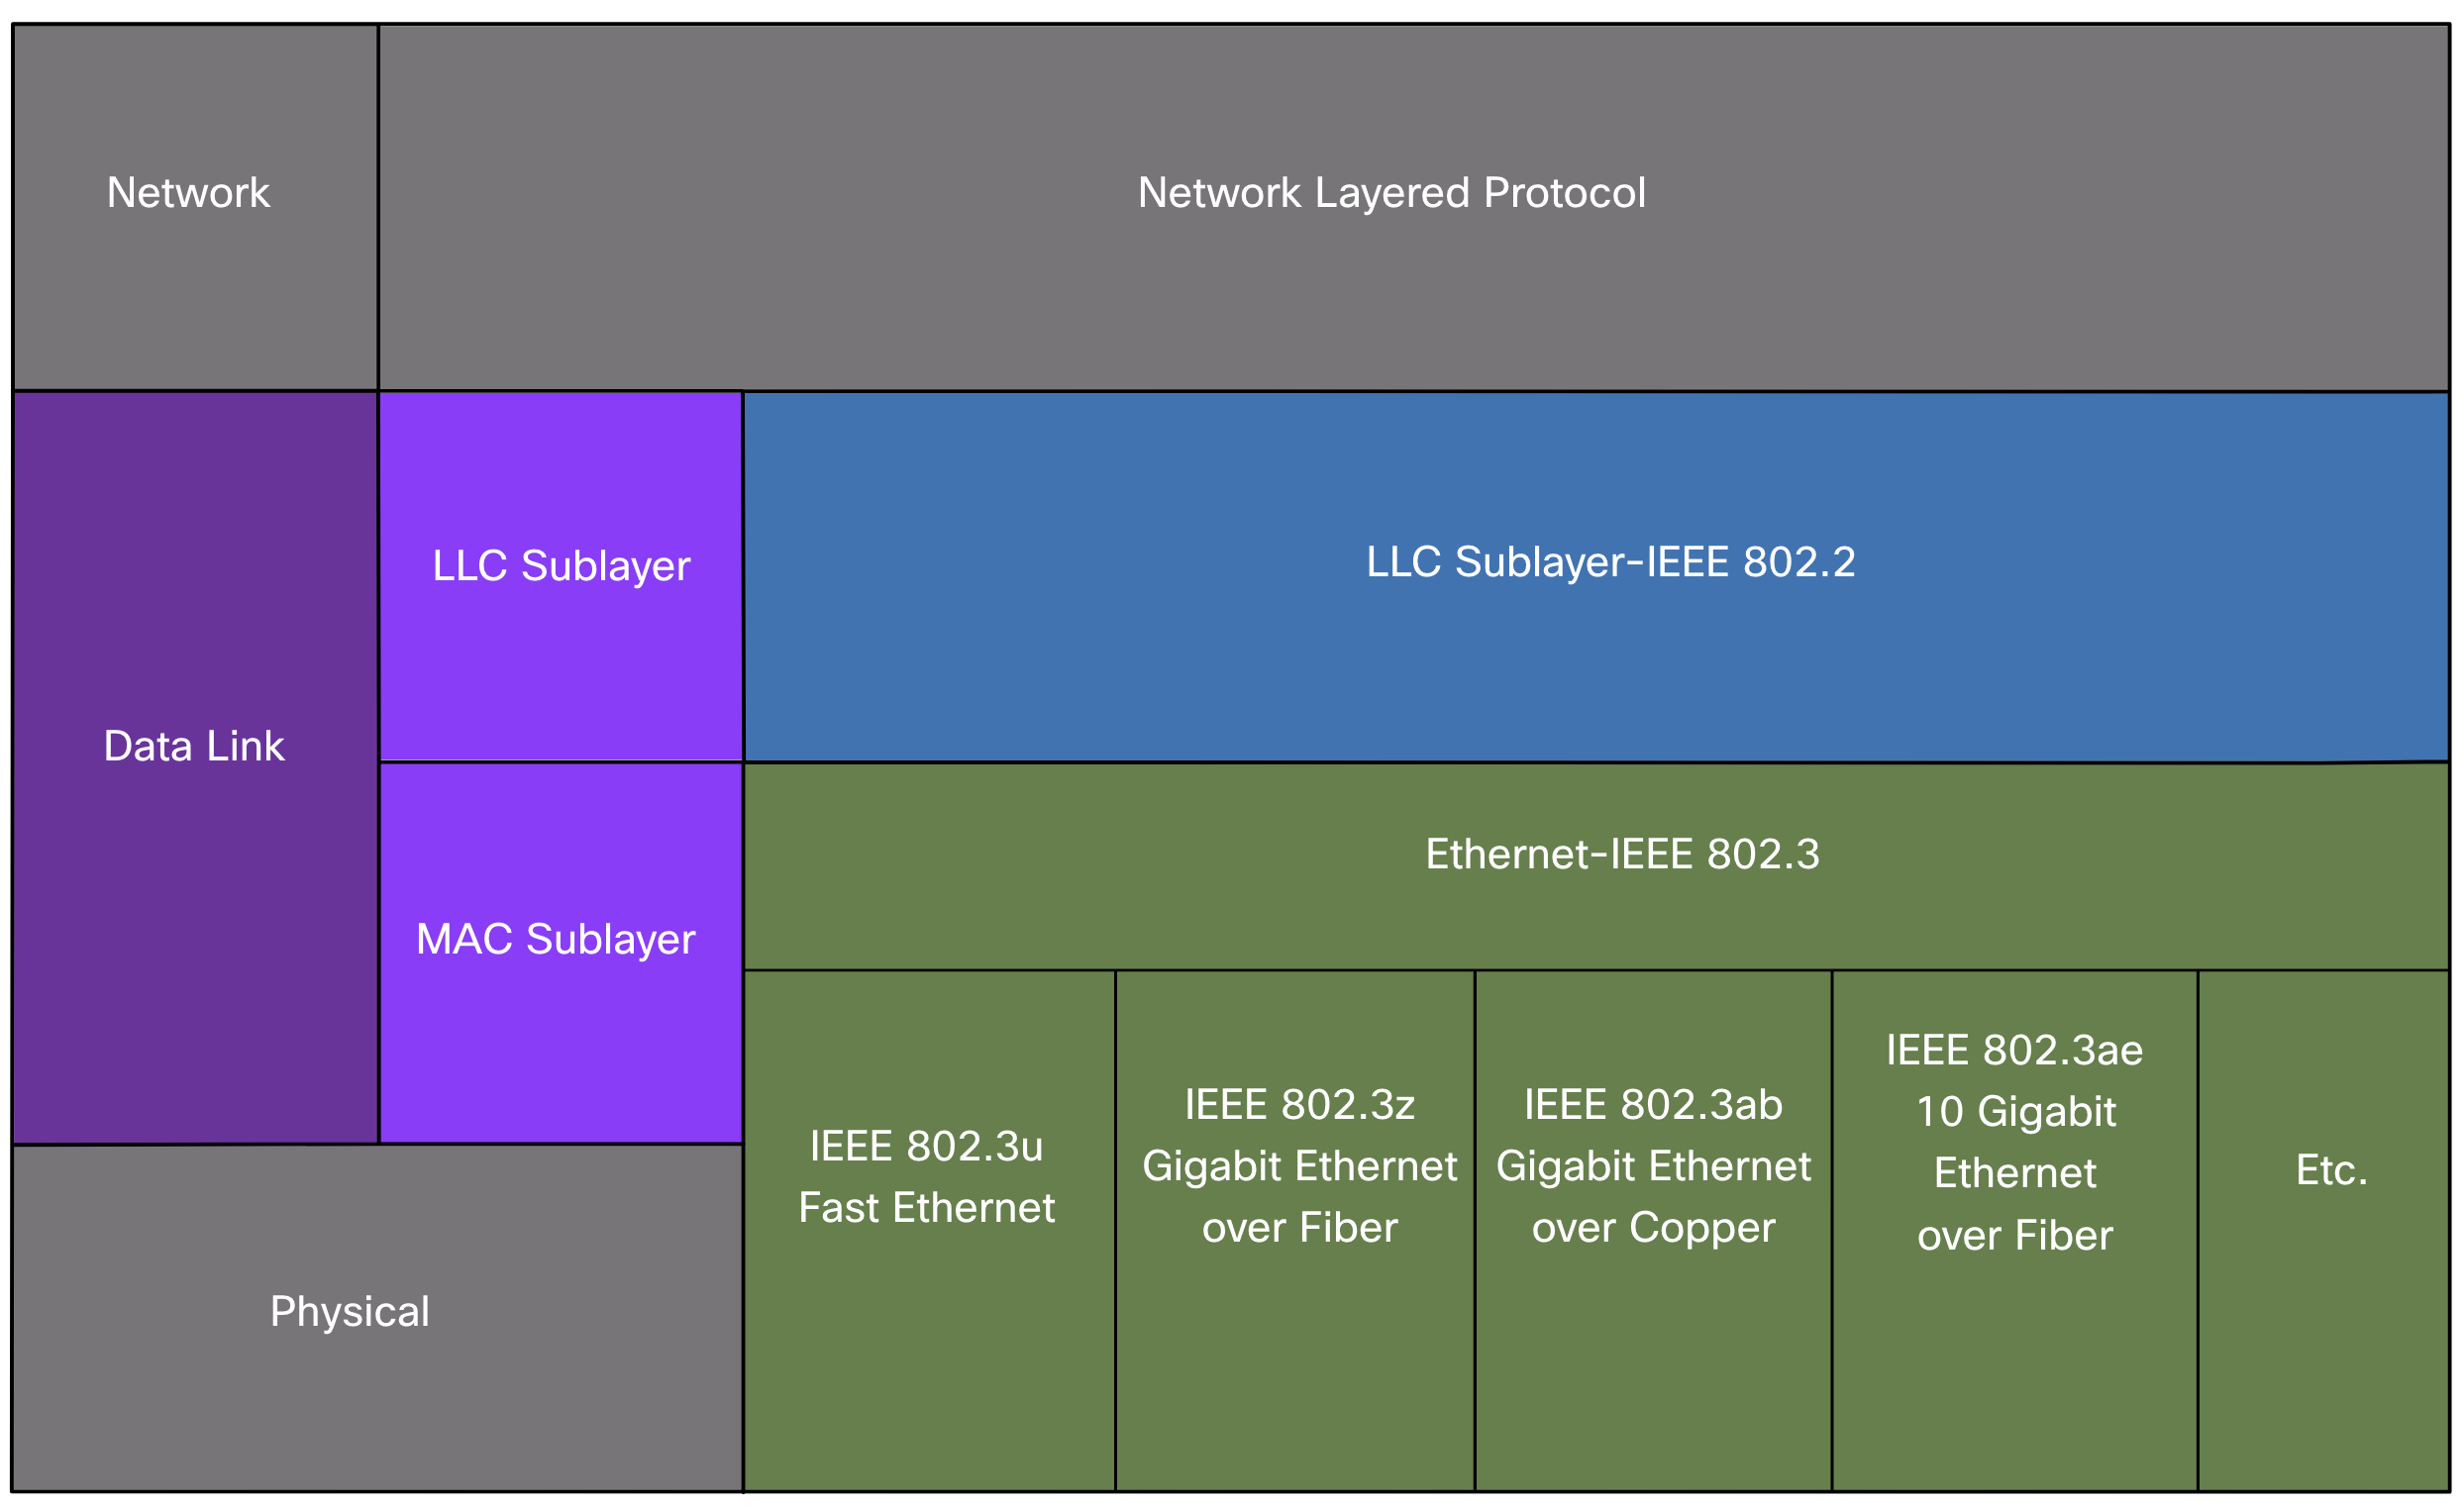 Network
Network Layered Protocol
Data Link
LLC Sublayer
LLC Sublayer-IEEE 802.2
MAC Sublayer
Ethernet-IEEE 802.3
IEEE 802.3u
Fast Ethernet
IEEE 802.3z
Gigabit Ethernet
over Fiber
IEEE 802.3ab
Gigabit Ethernet
over Copper
IEEE 802.3ae
10 Gigabit
Ethernet
over Fiber
Etc.
Physical